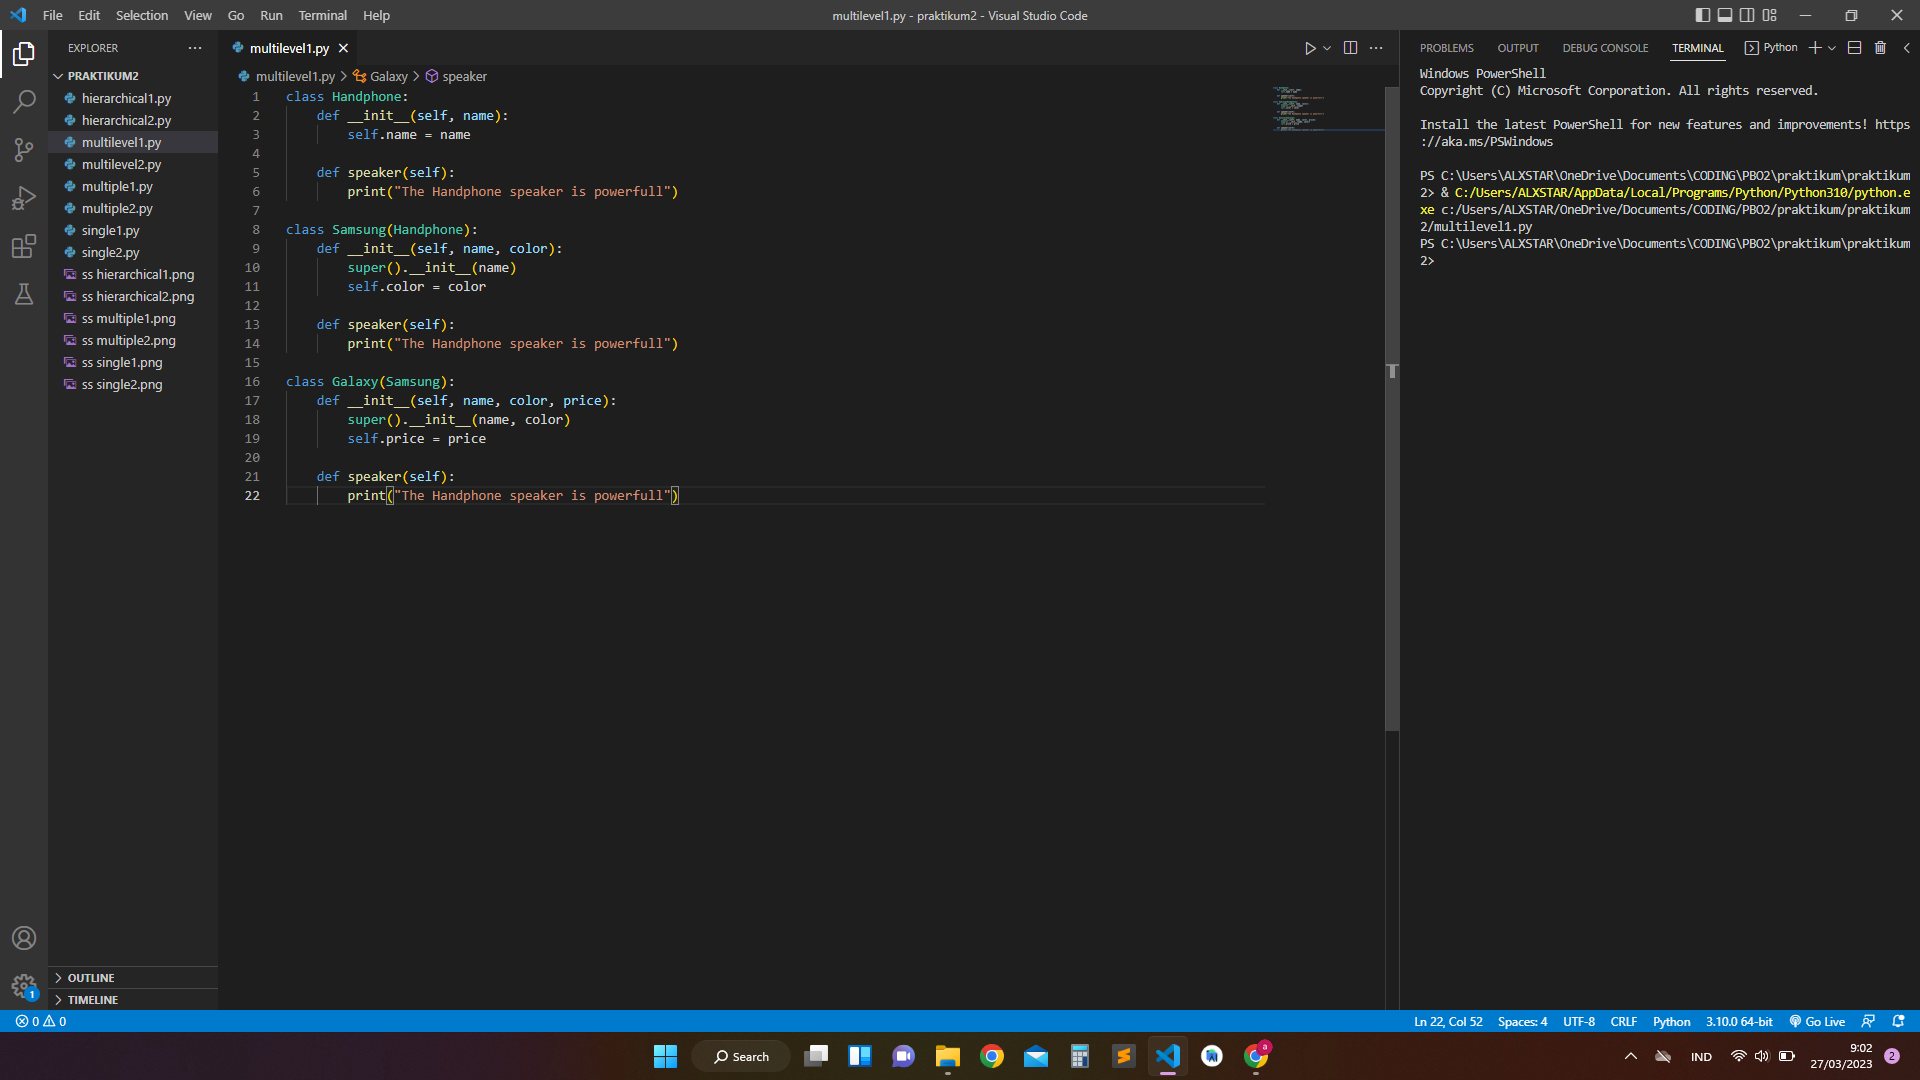 File Edit Selection View Go Run Terminal Help
multilevel1.py - praktikum2 - Visual Studio Code
EXPLORER
PRAKTIKUM2
hierarchical1.py
hierarchical2.py
multilevel1.py
multilevel2.py
multiple1.py
multiple2.py
single1.py
single2.py
ss hierarchical1.png
ss hierarchical2.png
ss multiple1.png
ss multiple2.png
ss single1.png
ss single2.png
OUTLINE
TIMELINE
1
multilevel1.py
multilevel1.py > Galaxy > speaker
1 class Handphone:
2     def __init__(self, name):
3         self.name = name
4
5     def speaker(self):
6         print("The Handphone speaker is powerfull")
7
8 class Samsung(Handphone):
9     def __init__(self, name, color):
10         super().__init__(name)
11         self.color = color
12
13     def speaker(self):
14         print("The Handphone speaker is powerfull")
15
16 class Galaxy(Samsung):
17     def __init__(self, name, color, price):
18         super().__init__(name, color)
19         self.price = price
20
21     def speaker(self):
22         print("The Handphone speaker is powerfull")
PROBLEMS OUTPUT DEBUG CONSOLE TERMINAL Python
Windows PowerShell
Copyright (C) Microsoft Corporation. All rights reserved.
Install the latest PowerShell for new features and improvements! https
://aka.ms/PSWindows
PS C:\Users\ALXSTAR\OneDrive\Documents\CODING\PBO2\praktikum\praktikum
2> & C:/Users/ALXSTAR/AppData/Local/Programs/Python/Python310/python.e
xe c:/Users/ALXSTAR/OneDrive/Documents/CODING/PBO2/praktikum/praktikum
2/multilevel1.py
PS C:\Users\ALXSTAR\OneDrive\Documents\CODING\PBO2\praktikum\praktikum
2>
0 0
Ln 22, Col 52 Spaces: 4 UTF-8 CRLF Python 3.10.0 64-bit Go Live
Search
a
IND
9:02
27/03/2023
2